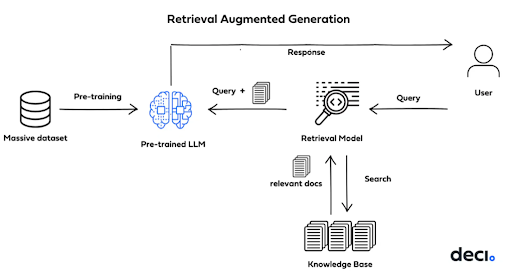 Retrieval Augmented Generation
Response
Pre-training
Query +
Query
User
Massive dataset
Pre-trained LLM
Retrieval Model
relevant docs
Search
Knowledge Base
deci.